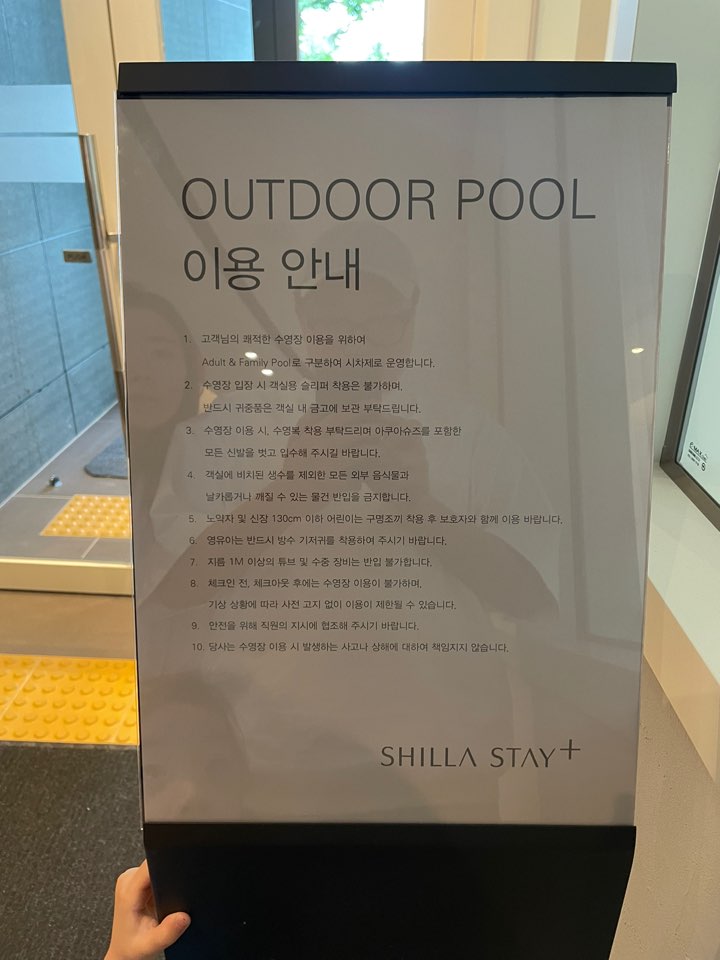 OUTDOOR POOL
이용 안내
1. 고객님의 쾌적한 수영장 이용을 위하여
Adult & Family Pool로 구분하여 시차제로 운영합니다.
2. 수영장 입장 시 객실용 슬리퍼 착용은 불가하며,
반드시 귀중품은 객실 내 금고에 보관 부탁드립니다.
3. 수영장 이용 시, 수영복 착용 부탁드리며 아쿠아슈즈를 포함한
모든 신발을 벗고 입수해 주시길 바랍니다.
4. 객실에 비치된 생수를 제외한 모든 외부 음식물과
날카롭거나 깨질 수 있는 물건 반입을 금지합니다.
5. 노약자 및 신장 130cm 이하 어린이는 구명조끼 착용 후 보호자와 함께 이용 바랍니다.
6. 영유아는 반드시 방수 기저귀를 착용하여 주시기 바랍니다.
7. 지름 1M 이상의 튜브 및 수중 장비는 반입 불가합니다.
8. 체크인 전, 체크아웃 후에는 수영장 이용이 불가하며,
기상 상황에 따라 사전 고지 없이 이용이 제한될 수 있습니다.
9. 안전을 위해 직원의 지시에 협조해 주시기 바랍니다.
10. 당사는 수영장 이용 시 발생하는 사고나 상해에 대하여 책임지지 않습니다.
SHILLA STAY+